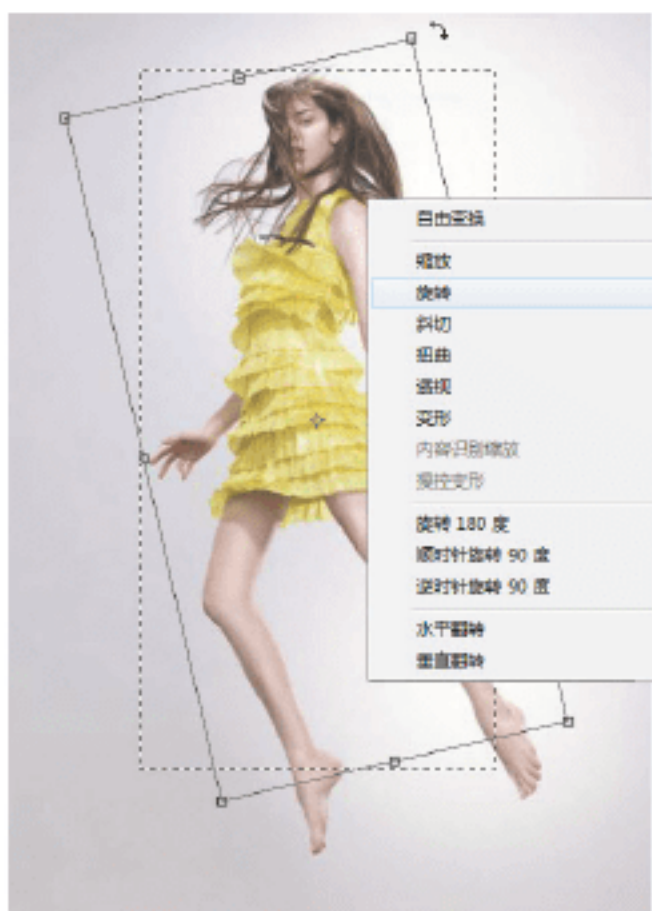 自由变换
缩放
旋转
斜切
扭曲
透视
变形
内容识别缩放
操控变形
旋转 180 度
顺时针旋转 90 度
逆时针旋转 90 度
水平翻转
垂直翻转